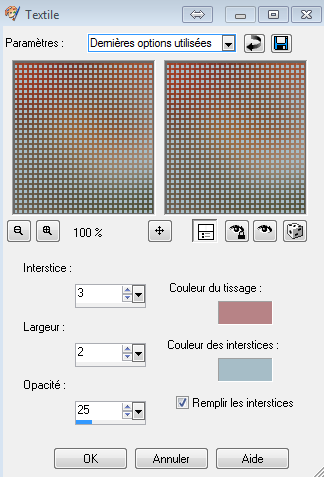 Textile
Paramètres :
Dernières options utilisées
100 %
Interstice :
3
Couleur du tissage :
Largeur :
2
Couleur des interstices :
Opacité :
25
Remplir les interstices
OK
Annuler
Aide